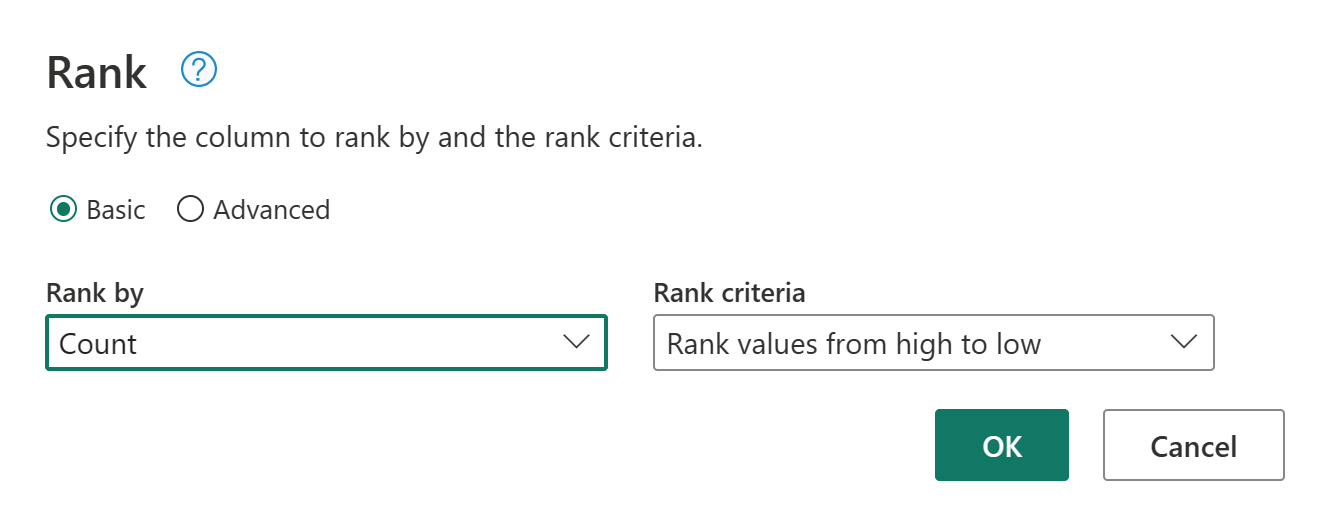 Rank ?
Specify the column to rank by and the rank criteria.
Basic Advanced
Rank by Rank criteria
Count Rank values from high to low
OK Cancel